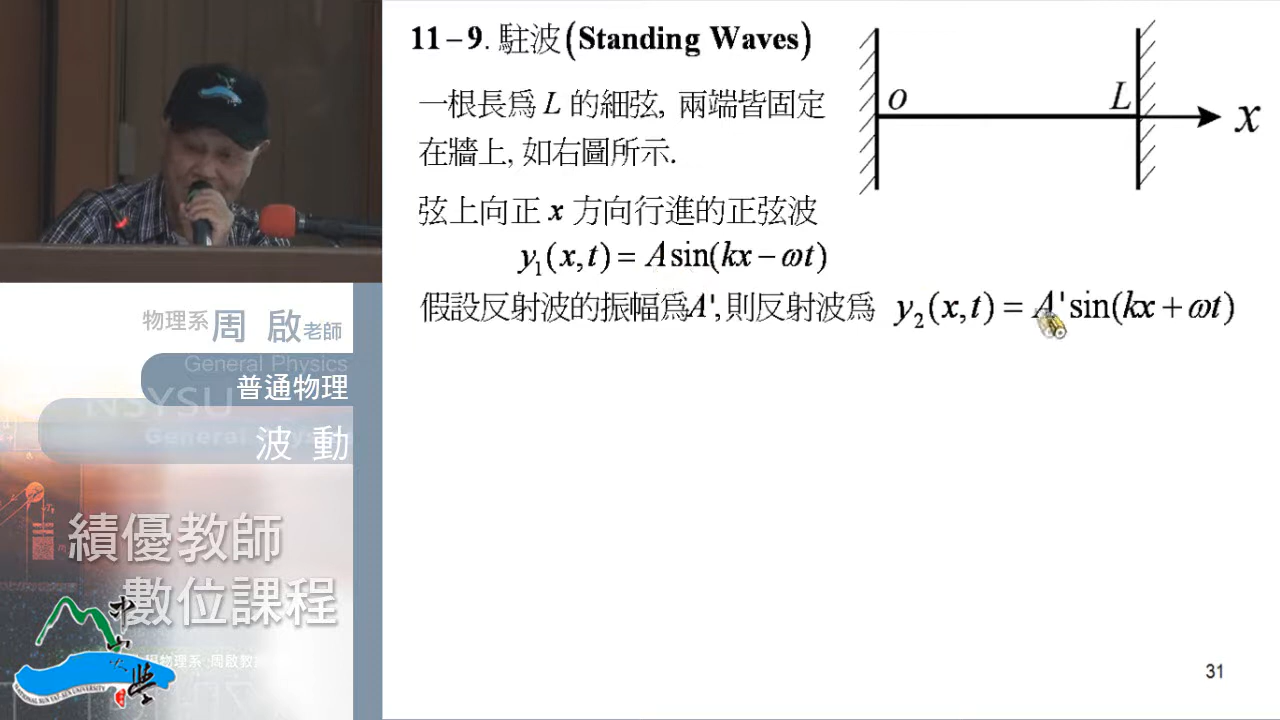 11–9. 駐波(Standing Waves)
一根長為 L 的細弦, 兩端皆固定
在牆上, 如右圖所示.
o L x
弦上向正 x 方向行進的正弦波
y₁(x,t) = A sin(kx − ωt)
假設反射波的振幅為A', 則反射波為 y₂(x,t) = A' sin(kx + ωt)
物理系 周 啟 老師
General Physics
普通物理
NSYSU
波 動
績優教師
數位課程
31